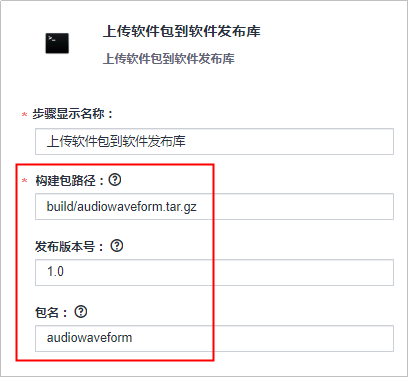 上传软件包到软件发布库
上传软件包到软件发布库
* 步骤显示名称：
上传软件包到软件发布库
* 构建包路径：
build/audiowaveform.tar.gz
发布版本号：
1.0
包名：
audiowaveform